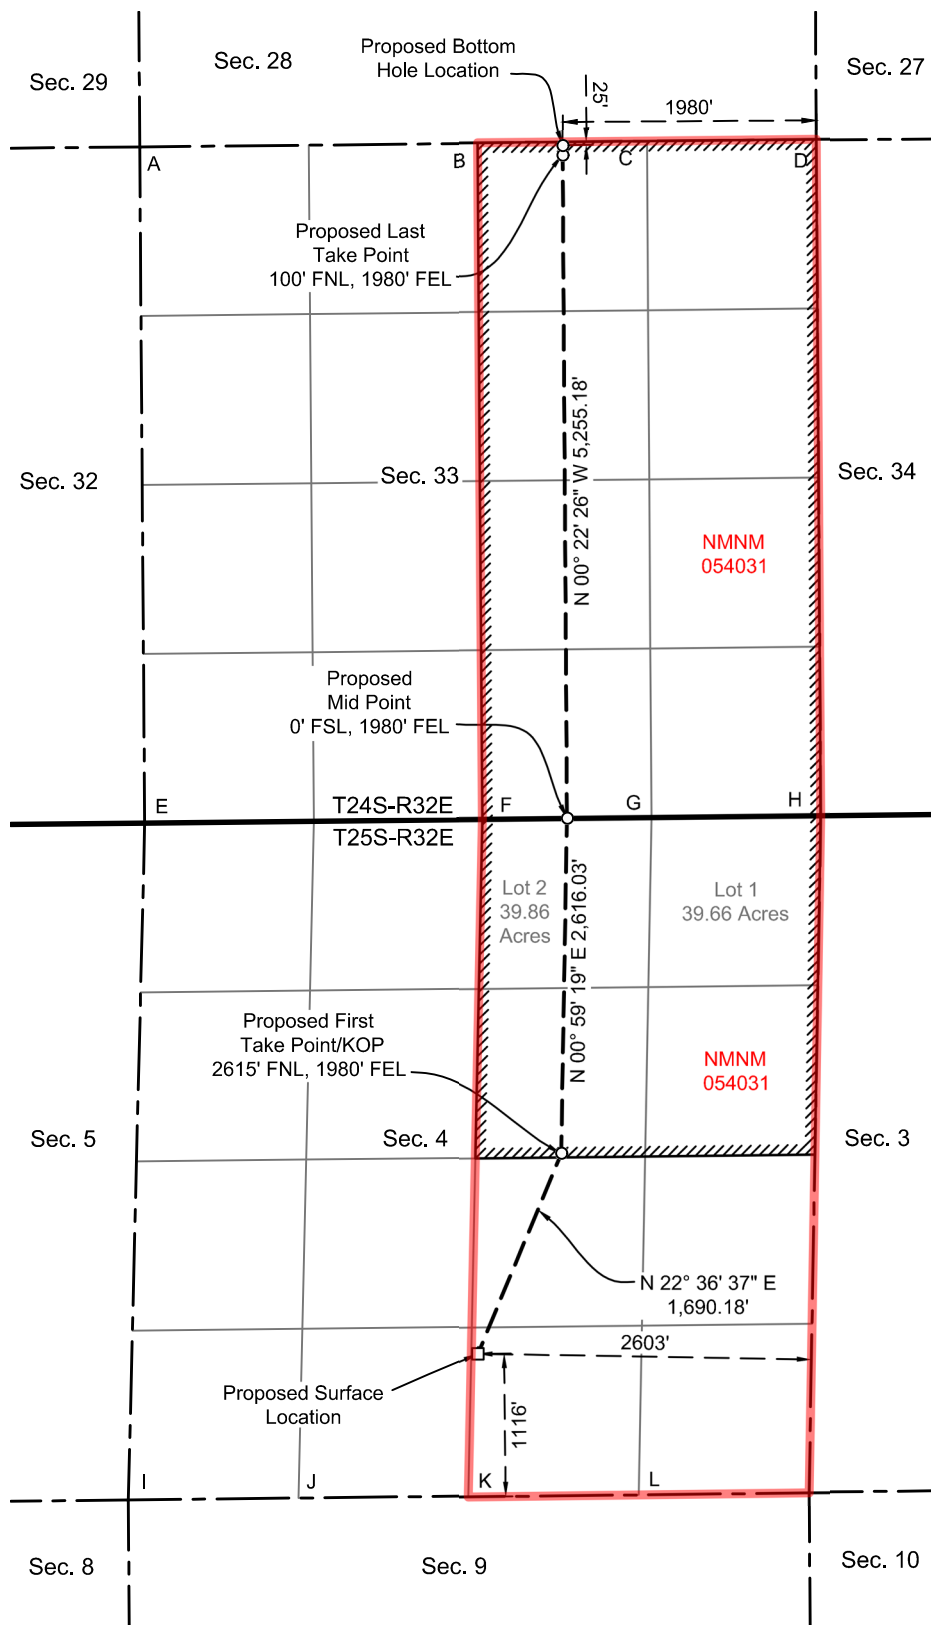 Proposed Bottom
Hole Location
Sec. 29
Sec. 28
Sec. 27
25'
1980'
A
B
C
D
Proposed Last
Take Point
100' FNL, 1980' FEL
N 00° 22' 26" W 5,255.18'
Sec. 32
Sec. 33
Sec. 34
NMNM
054031
Proposed
Mid Point
0' FSL, 1980' FEL
E
T24S-R32E
F
G
H
T25S-R32E
Lot 2
39.86
Acres
Lot 1
39.66 Acres
N 00° 59' 19" E 2,616.03'
Proposed First
Take Point/KOP
2615' FNL, 1980' FEL
NMNM
054031
Sec. 5
Sec. 4
Sec. 3
N 22° 36' 37" E
1,690.18'
2603'
Proposed Surface
Location
1116'
I
J
K
L
Sec. 8
Sec. 9
Sec. 10